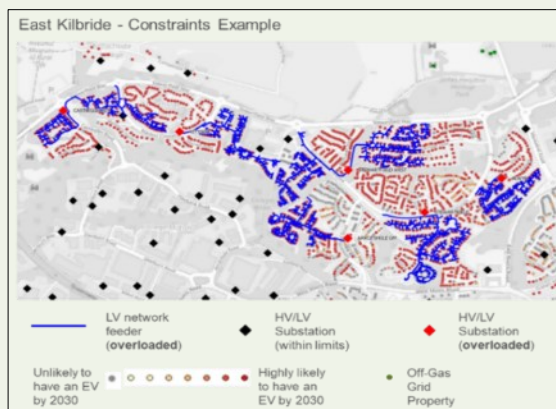 East Kilbride - Constraints Example
LV network
feeder
(overloaded)
HV/LV
Substation
(within limits)
HV/LV
Substation
(overloaded)
Unlikely to
have an EV
by 2030
Highly likely
to have an
EV by 2030
Off-Gas
Grid
Property